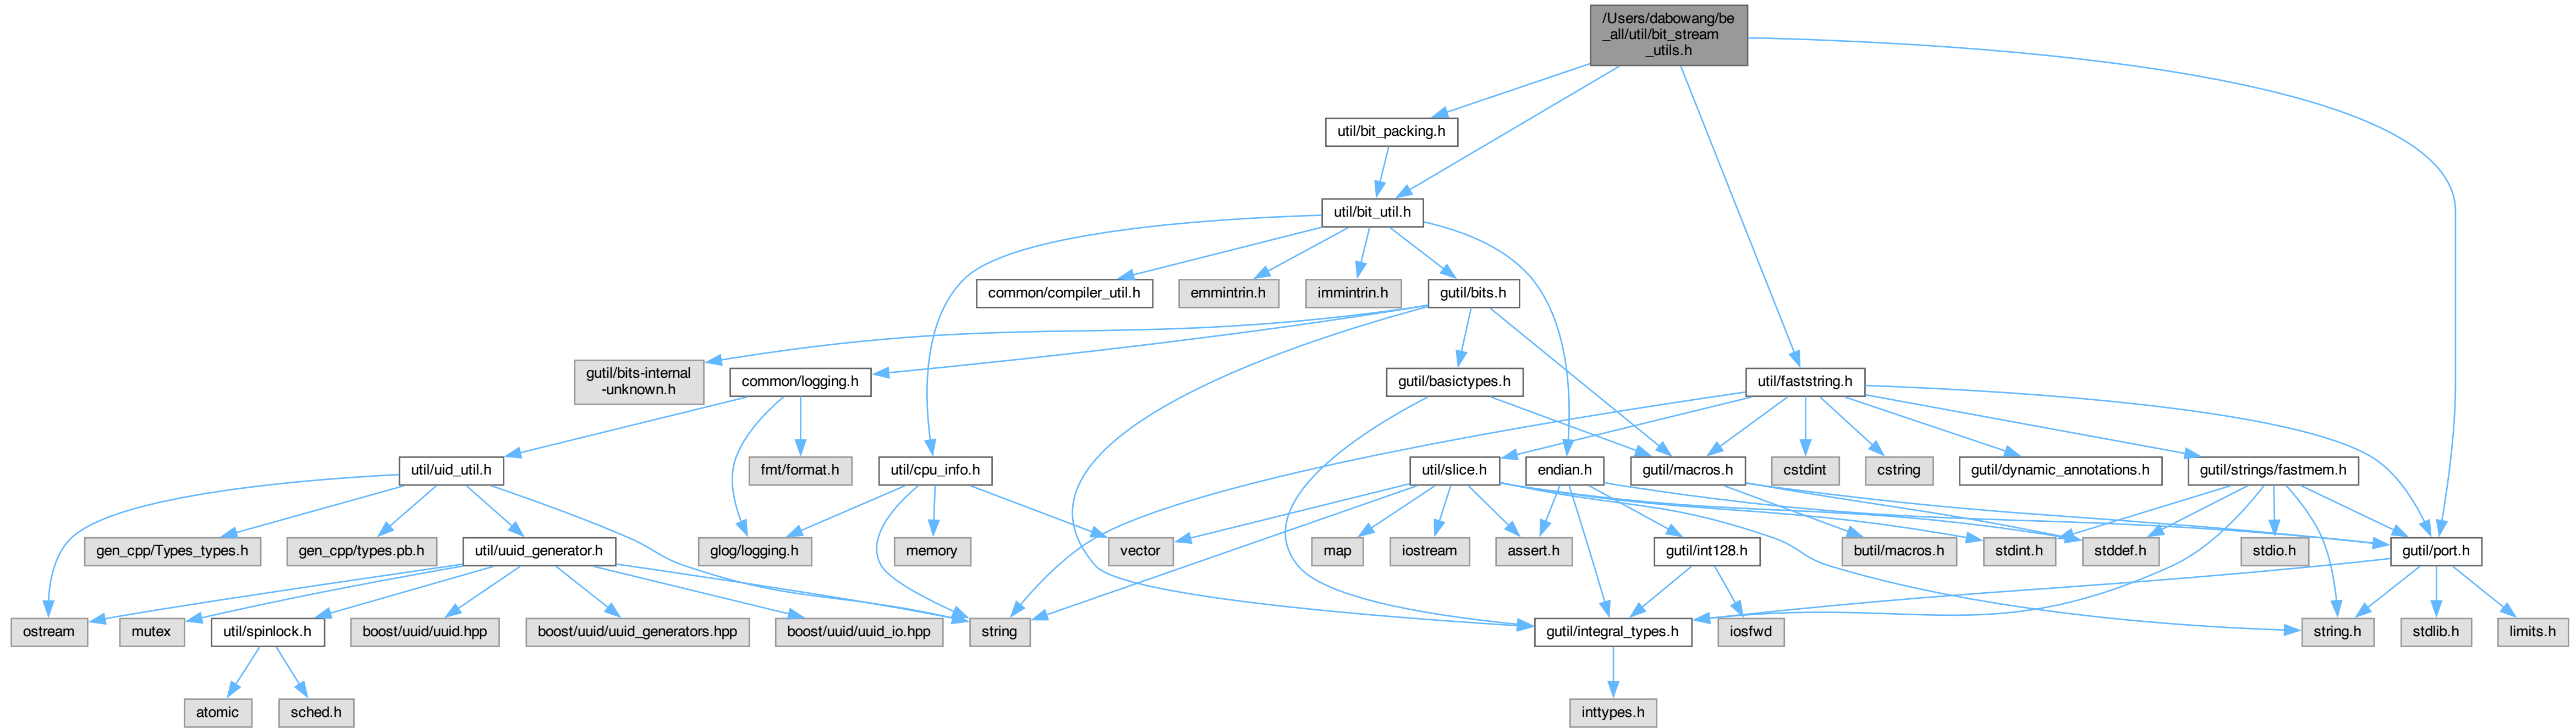 /Users/dabowang/be
_all/util/bit_stream
_utils.h
util/bit_packing.h
util/bit_util.h
common/compiler_util.h
emmintrin.h
immintrin.h
gutil/bits.h
gutil/bits-internal
-unknown.h
common/logging.h
gutil/basictypes.h
util/faststring.h
util/uid_util.h
fmt/format.h
util/cpu_info.h
util/slice.h
endian.h
gutil/macros.h
cstdint
cstring
gutil/dynamic_annotations.h
gutil/strings/fastmem.h
gen_cpp/Types_types.h
gen_cpp/types.pb.h
util/uuid_generator.h
glog/logging.h
memory
vector
map
iostream
assert.h
gutil/int128.h
butil/macros.h
stdint.h
stddef.h
stdio.h
gutil/port.h
ostream
mutex
util/spinlock.h
boost/uuid/uuid.hpp
boost/uuid/uuid_generators.hpp
boost/uuid/uuid_io.hpp
string
gutil/integral_types.h
iosfwd
string.h
stdlib.h
limits.h
atomic
sched.h
inttypes.h